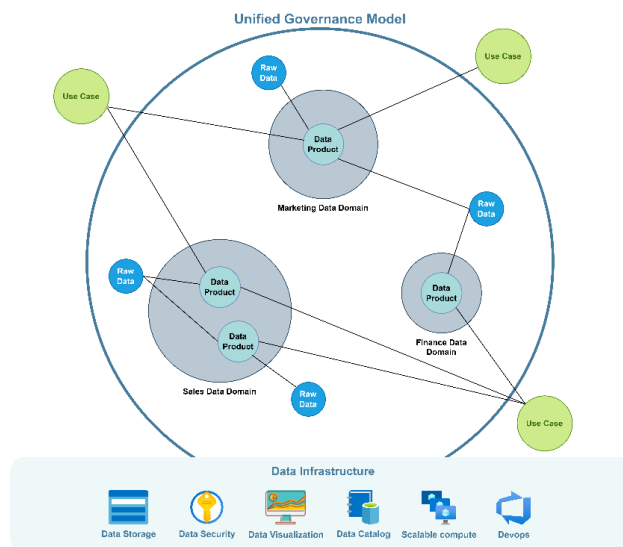 Unified Governance Model
Raw
Data
Use Case
Use Case
Data
Product
Marketing Data Domain
Raw
Data
Raw
Data
Data
Product
Data
Product
Data
Product
Finance Data
Domain
Sales Data Domain
Raw
Data
Use Case
Data Infrastructure
Data Storage
Data Security
Data Visualization
Data Catalog
Scalable compute
Devops